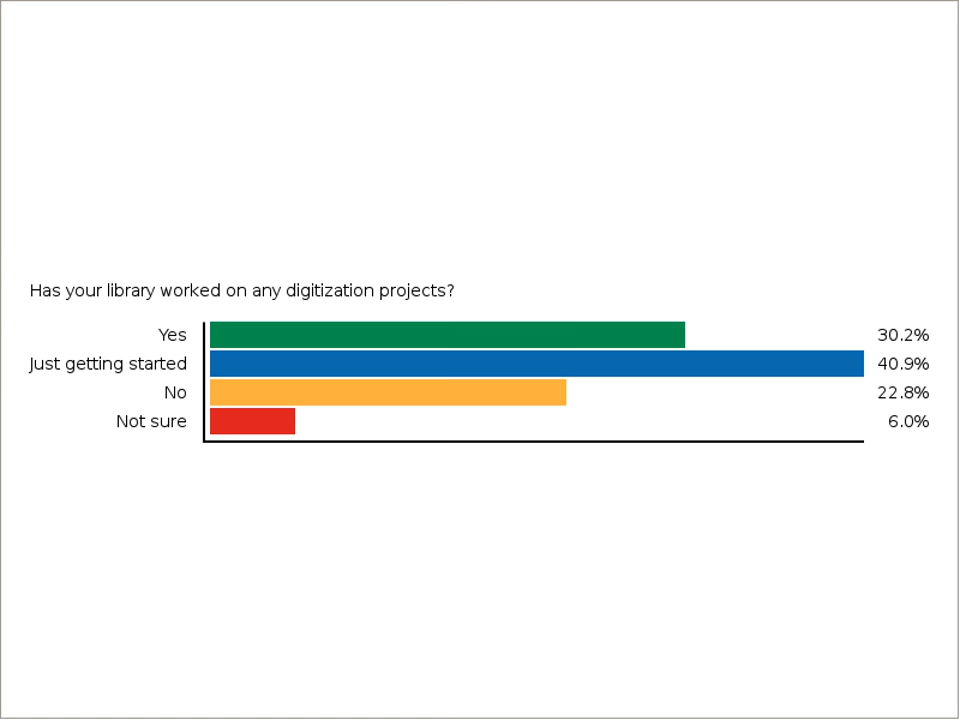 Has your library worked on any digitization projects?
Yes 30.2%
Just getting started 40.9%
No 22.8%
Not sure 6.0%